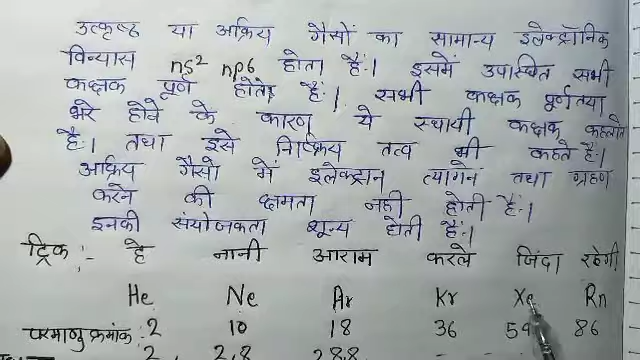 उत्कृष्ट या अक्रिय गैसों का सामान्य इलेक्ट्रॉनिक
विन्यास ns² np6 होता है। इसमें उपास्थित सभी
कक्षक पूर्ण होते हैं। सभी कक्षक पूर्णतया
भरे होने के कारण ये स्थायी कक्षक कहलाते
है। तथा इसे निष्क्रिय तत्व भी कहते हैं।
अक्रिय गैसो में इलेक्ट्रान त्यागने तथा ग्रहण
करने की क्षमता नही होती है।
इनकी संयोजकता शून्य होती है।
ट्रिक :- है नानी आराम करले जिंदा रहेगी
He Ne Ar Kr Xe Rn
परमाणु क्रमांक :- 2 10 18 36 86
2 2,8 2,8,8 - - -